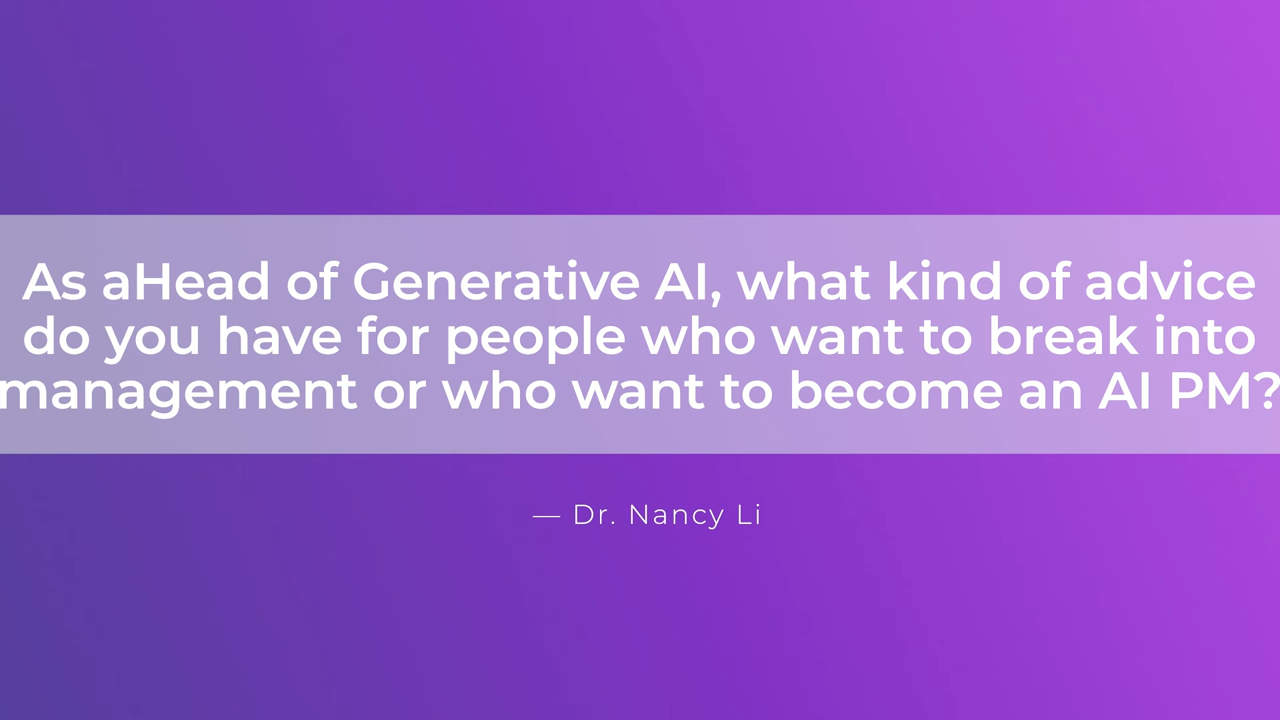 As aHead of Generative AI, what kind of advice
do you have for people who want to break into
management or who want to become an AI PM?
— Dr. Nancy Li